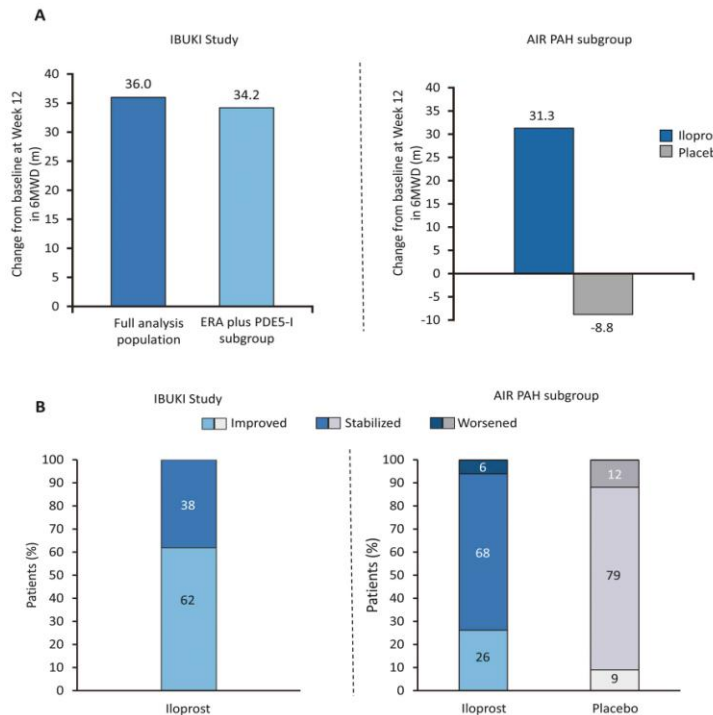 A
IBUKI Study
AIR PAH subgroup
Change from baseline at Week 12
in 6MWD (m)
40
35
30
25
20
15
10
5
0
36.0
34.2
Full analysis
population
ERA plus PDE5-I
subgroup
Change from baseline at Week 12
in 6MWD (m)
40
35
30
25
20
15
10
5
0
-5
-10
31.3
-8.8
Ilopro
Placeb
B
IBUKI Study
AIR PAH subgroup
Improved
Stabilized
Worsened
Patients (%)
100
90
80
70
60
50
40
30
20
10
0
38
62
Iloprost
Patients (%)
100
90
80
70
60
50
40
30
20
10
0
6
68
26
12
79
9
Iloprost
Placebo